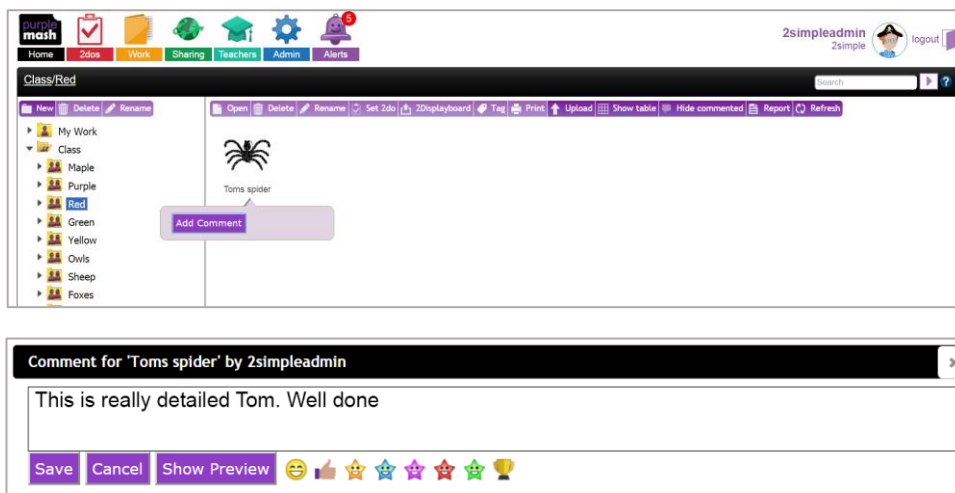 purple
mash
5
2simpleadmin
2simple
logout
Home 2dos Work Sharing Teachers Admin Alerts
Class/Red
Search
?
New Delete Rename Open Delete Rename Set 2do 2Displayboard Tag Print Upload Show table Hide commented Report Refresh
My Work
Class
Maple
Purple
Toms spider
Red
Green
Add Comment
Yellow
Owls
Sheep
Foxes
Comment for 'Toms spider' by 2simpleadmin
This is really detailed Tom. Well done
Save Cancel Show Preview